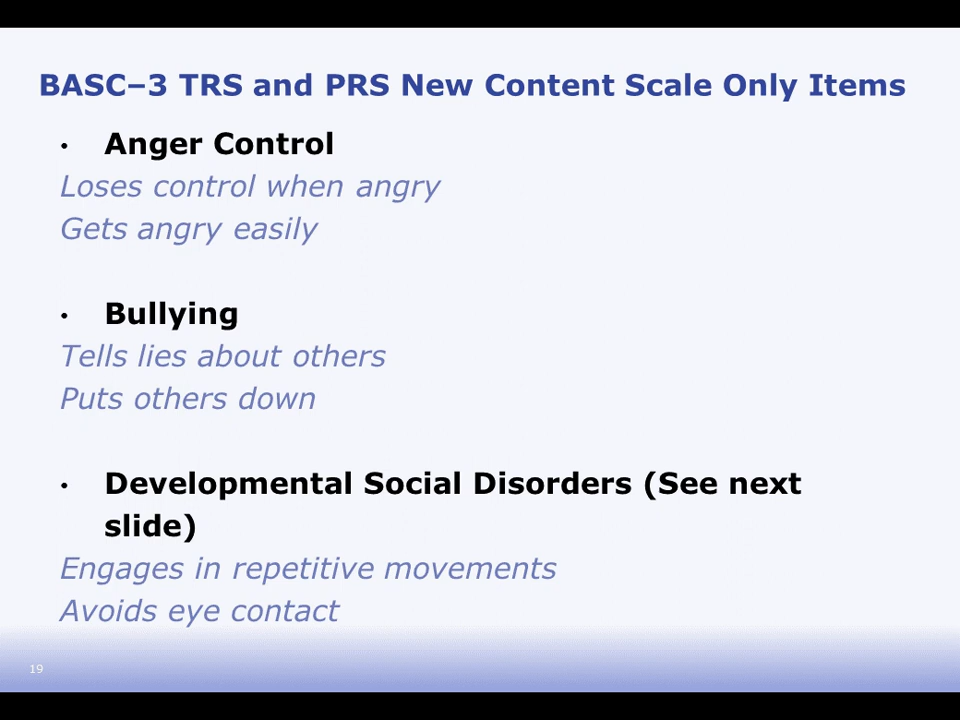 BASC–3 TRS and PRS New Content Scale Only Items
• Anger Control
Loses control when angry
Gets angry easily
• Bullying
Tells lies about others
Puts others down
• Developmental Social Disorders (See next
slide)
Engages in repetitive movements
Avoids eye contact
19